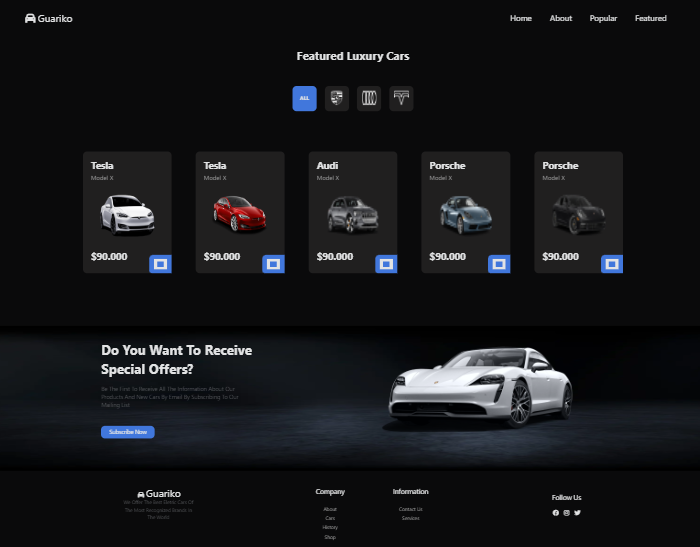 Guariko
Home About Popular Featured
Featured Luxury Cars
ALL
Tesla
Model X
$90.000
Tesla
Model X
$90.000
Audi
Model X
$90.000
Porsche
Model X
$90.000
Porsche
Model X
$90.000
Do You Want To Receive
Special Offers?
Be The First To Receive All The Information About Our
Products And New Cars By Email By Subscribing To Our
Mailing List
Subscribe Now
Guariko
We Offer The Best Cars Of
The Most Recognized Brands In
The World
Company
About
Cars
History
Shop
Information
Contact Us
Services
Follow Us